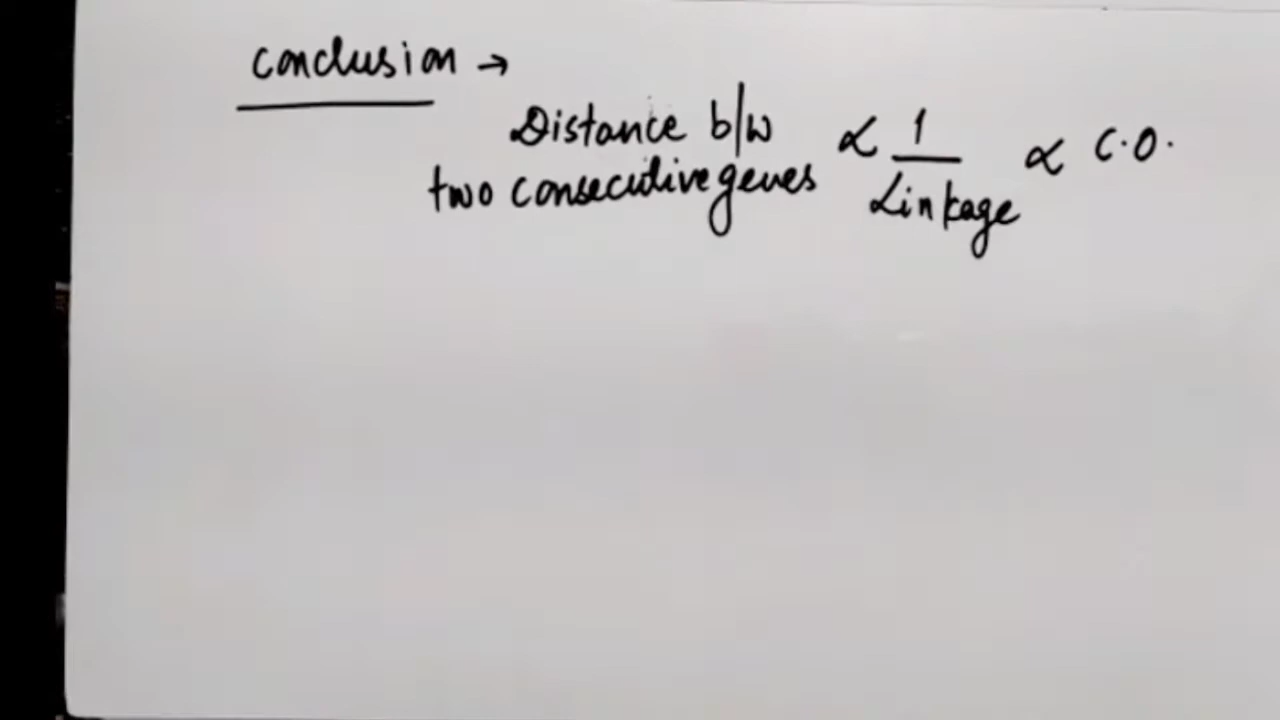 Conclusion →
Distance b/w two consecutive genes ∝ 1/Linkage ∝ C.O.